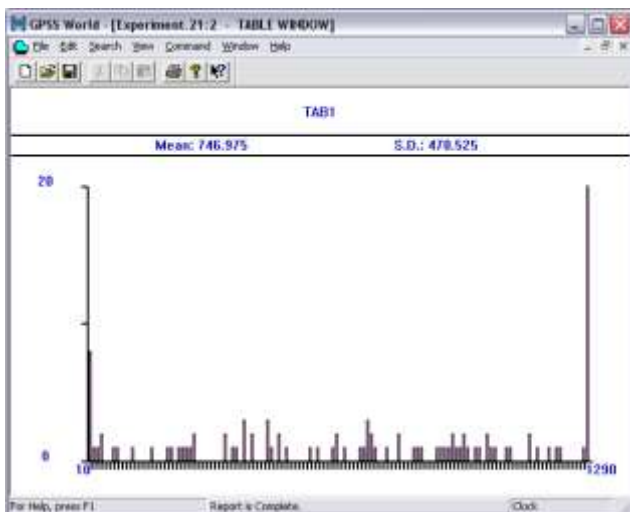 GPSS World - [Experiment.21:2 - TABLE WINDOW]
File Edit Search View Command Window Help
TAB1
Mean: 746.975 S.D.: 470.525
20
0
10 1290
For Help, press F1 Report is Complete. Clock